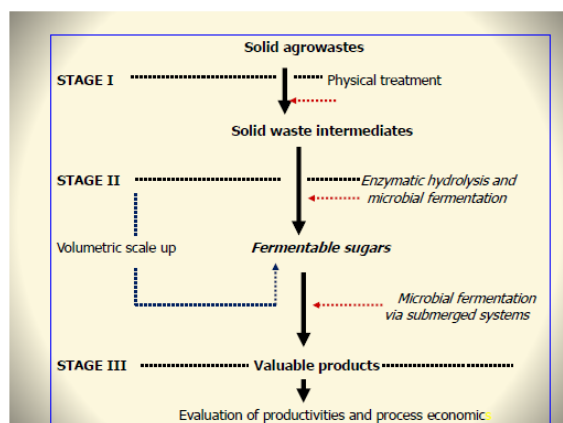 Solid agrowastes
STAGE I
Physical treatment
Solid waste intermediates
STAGE II
Enzymatic hydrolysis and
microbial fermentation
Volumetric scale up
Fermentable sugars
Microbial fermentation
via submerged systems
STAGE III
Valuable products
Evaluation of productivities and process economics